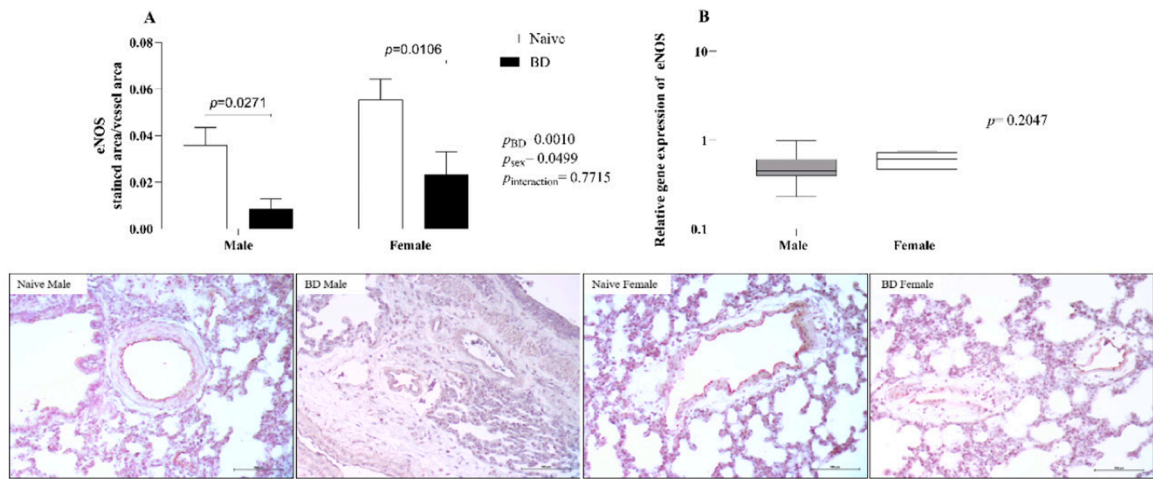 A
0.08
0.06
0.04
0.02
0.00
eNOS
stained area/vessel area
p=0.0271
p=0.0106
Male
Female
Naive
BD
pBD 0.0010
psex= 0.0499
pinteraction= 0.7715
B
Relative gene expression of eNOS
10
1
0.1
p= 0.2047
Male
Female
Naive Male
BD Male
Naive Female
BD Female